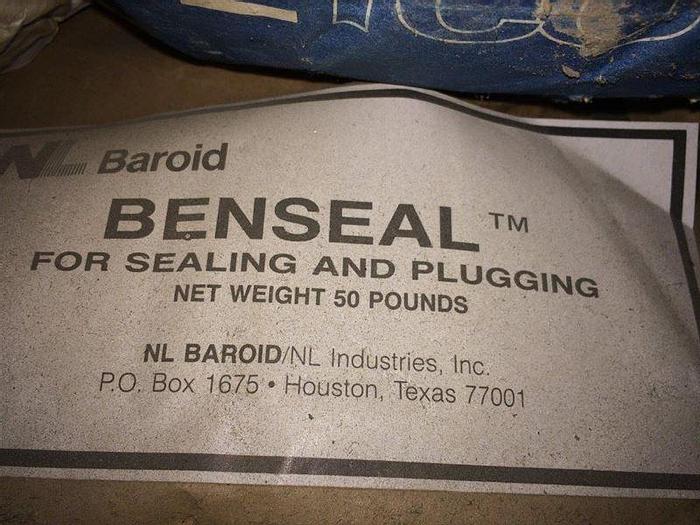 NL Baroid
BENSEAL™
FOR SEALING AND PLUGGING
NET WEIGHT 50 POUNDS
NL BAROID/NL Industries, Inc.
P.O. Box 1675 • Houston, Texas 77001